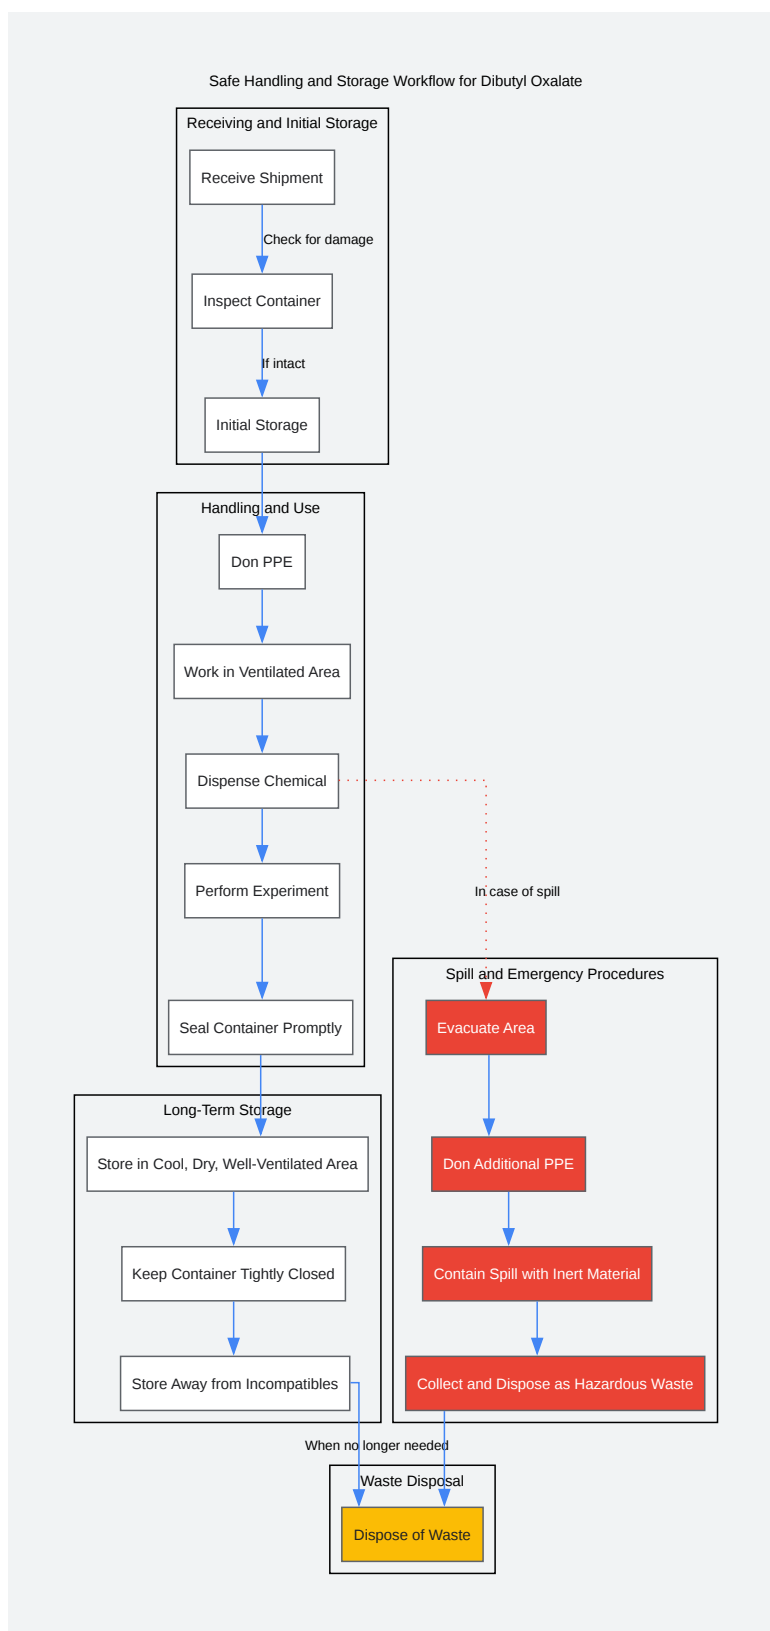 Safe Handling and Storage Workflow for Dibutyl Oxalate
Receiving and Initial Storage
Receive Shipment
Check for damage
Inspect Container
If intact
Initial Storage
Handling and Use
Don PPE
Work in Ventilated Area
Dispense Chemical
Perform Experiment
In case of spill
Seal Container Promptly
Spill and Emergency Procedures
Evacuate Area
Don Additional PPE
Contain Spill with Inert Material
Collect and Dispose as Hazardous Waste
Long-Term Storage
Store in Cool, Dry, Well-Ventilated Area
Keep Container Tightly Closed
Store Away from Incompatibles
When no longer needed
Waste Disposal
Dispose of Waste